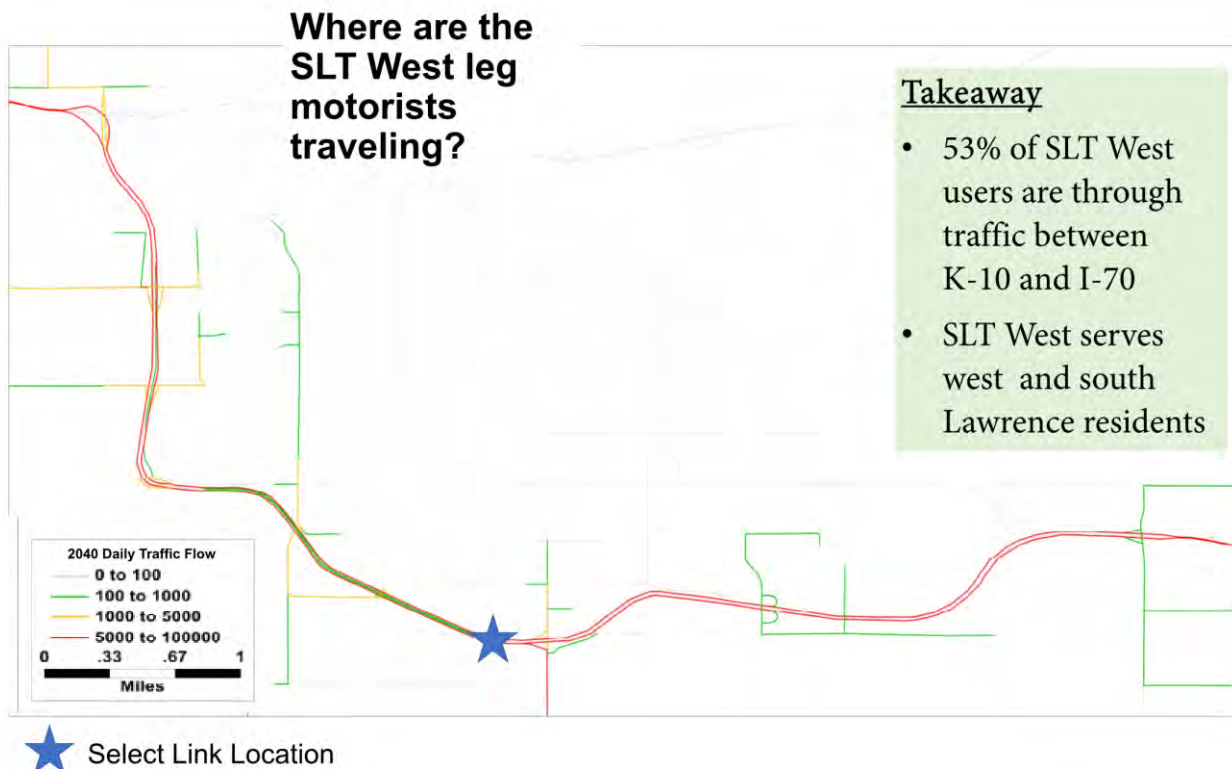 Where are the
SLT West leg
motorists
traveling?
Takeaway
• 53% of SLT West
users are through
traffic between
K-10 and I-70
• SLT West serves
west and south
Lawrence residents
2040 Daily Traffic Flow
0 to 100
100 to 1000
1000 to 5000
5000 to 100000
0 .33 .67 1
Miles
Select Link Location